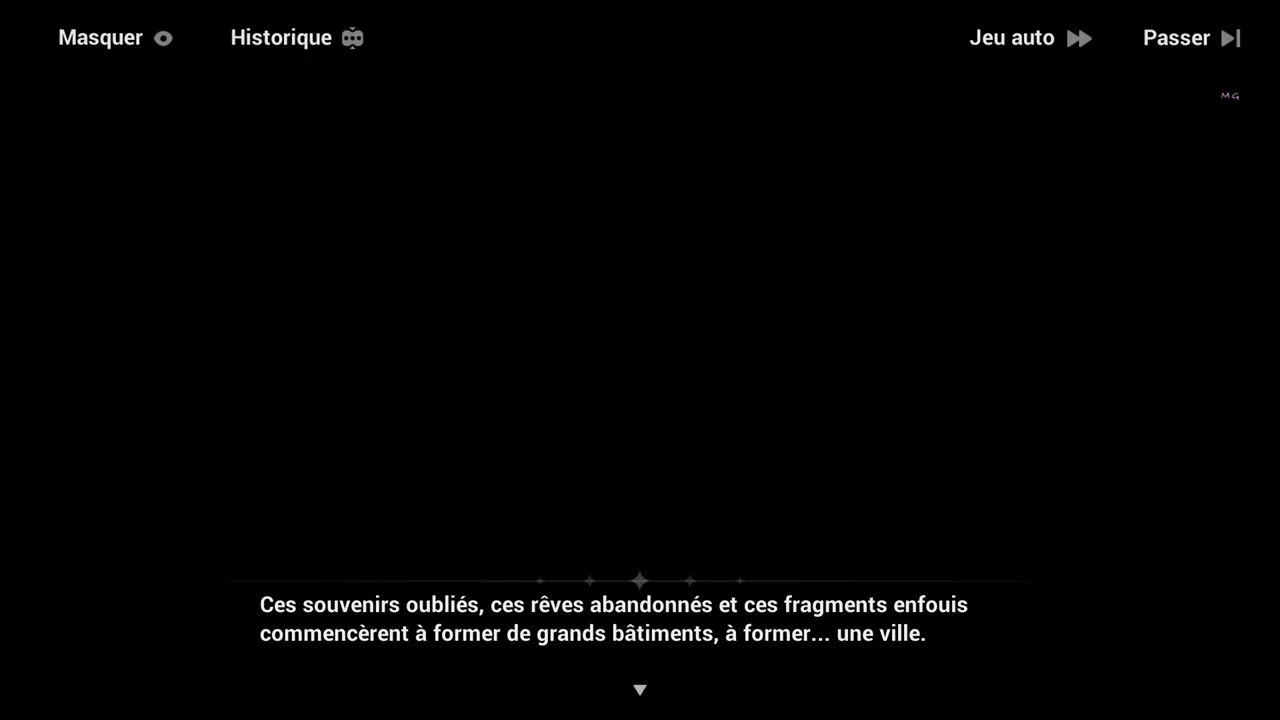 Masquer Historique Jeu auto Passer
MG
Ces souvenirs oubliés, ces rêves abandonnés et ces fragments enfouis
commencèrent à former de grands bâtiments, à former... une ville.